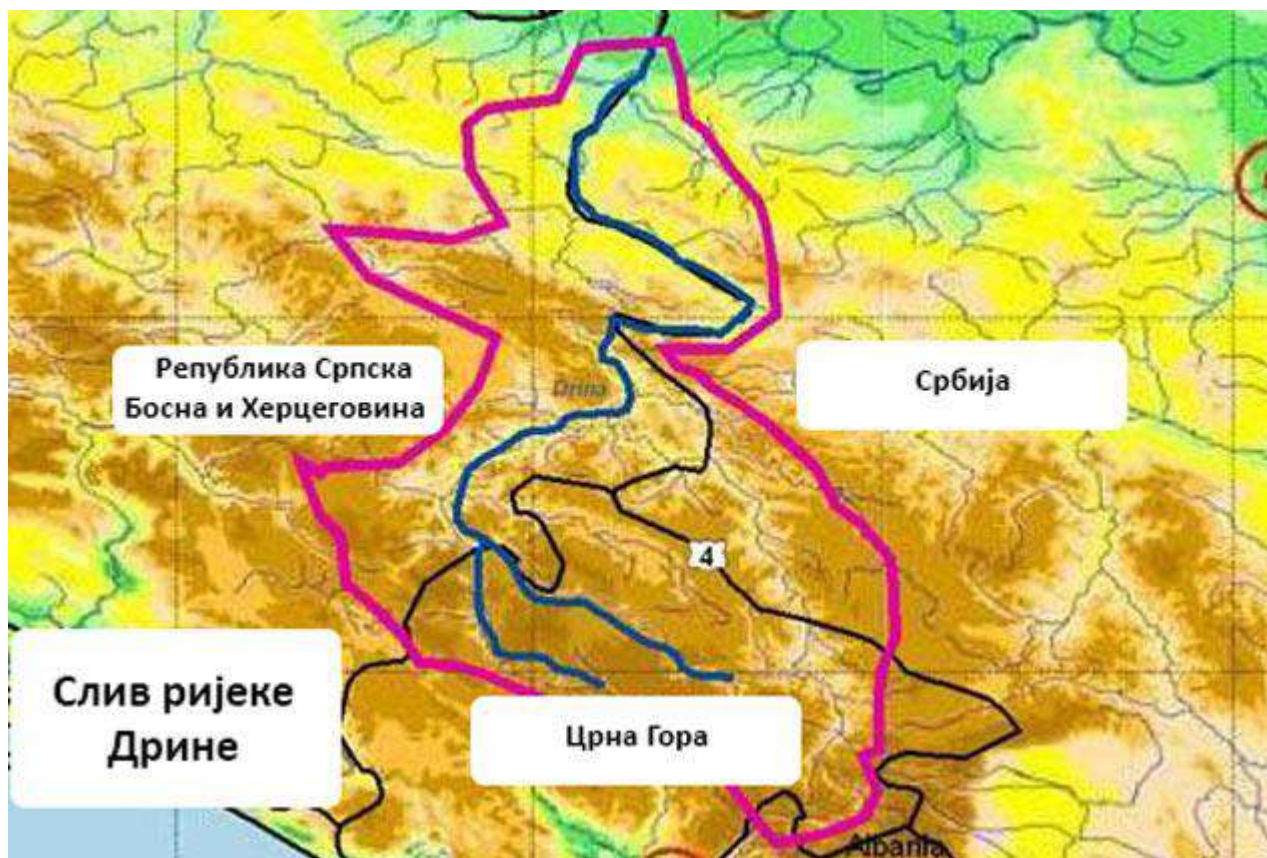 Република Српска
Босна и Херцеговина
Србија
Drina
4
Слив ријеке
Дрине
Црна Гора
Albania